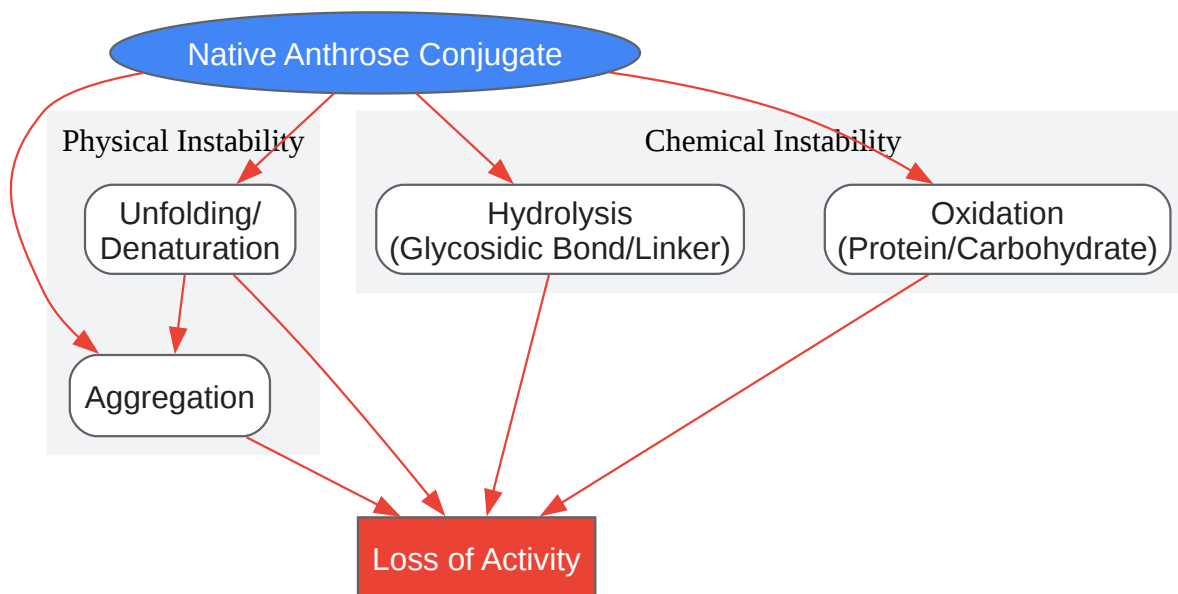 Native Anthrose Conjugate
Physical Instability
Chemical Instability
Unfolding/
Denaturation
Hydrolysis
(Glycosidic Bond/Linker)
Oxidation
(Protein/Carbohydrate)
Aggregation
Loss of Activity